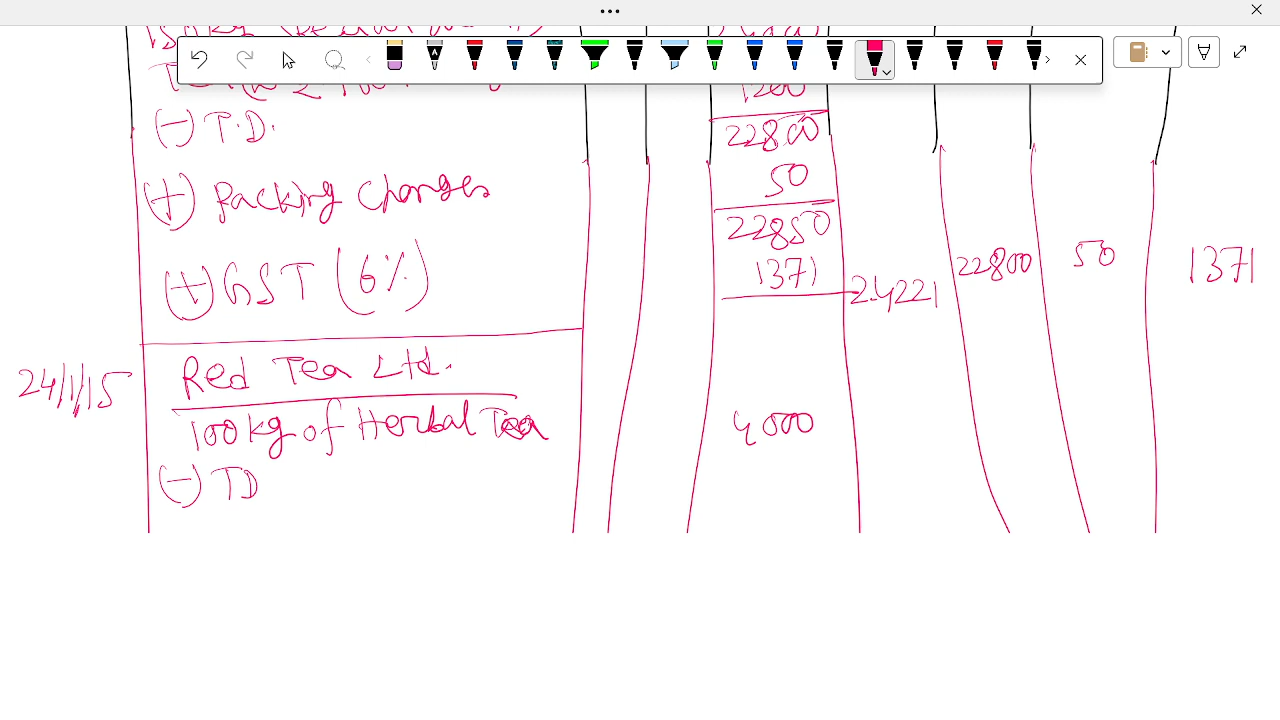 1200
(-) T.D.
22800
(+) Packing Charges
50
22850
(+) GST (6%)
1371
24221
22800
50
1371
24/1/15
Red Tea Ltd.
100 kg of Herbal Tea
4000
(-) TD